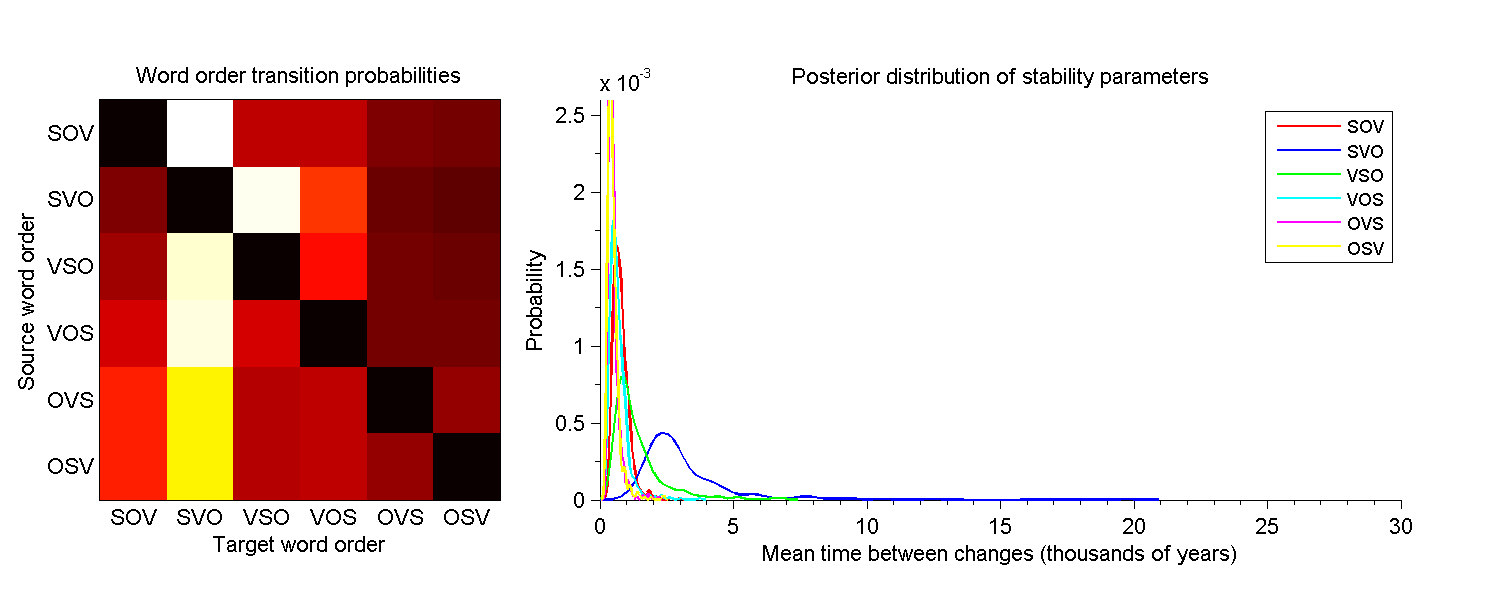 Word order transition probabilities
SOV
SVO
VSO
VOS
OVS
OSV
Source word order
SOV SVO VSO VOS OVS OSV
Target word order
Posterior distribution of stability parameters
x 10-3
2.5
2
1.5
1
0.5
0
Probability
0 5 10 15 20 25 30
Mean time between changes (thousands of years)
SOV
SVO
VSO
VOS
OVS
OSV